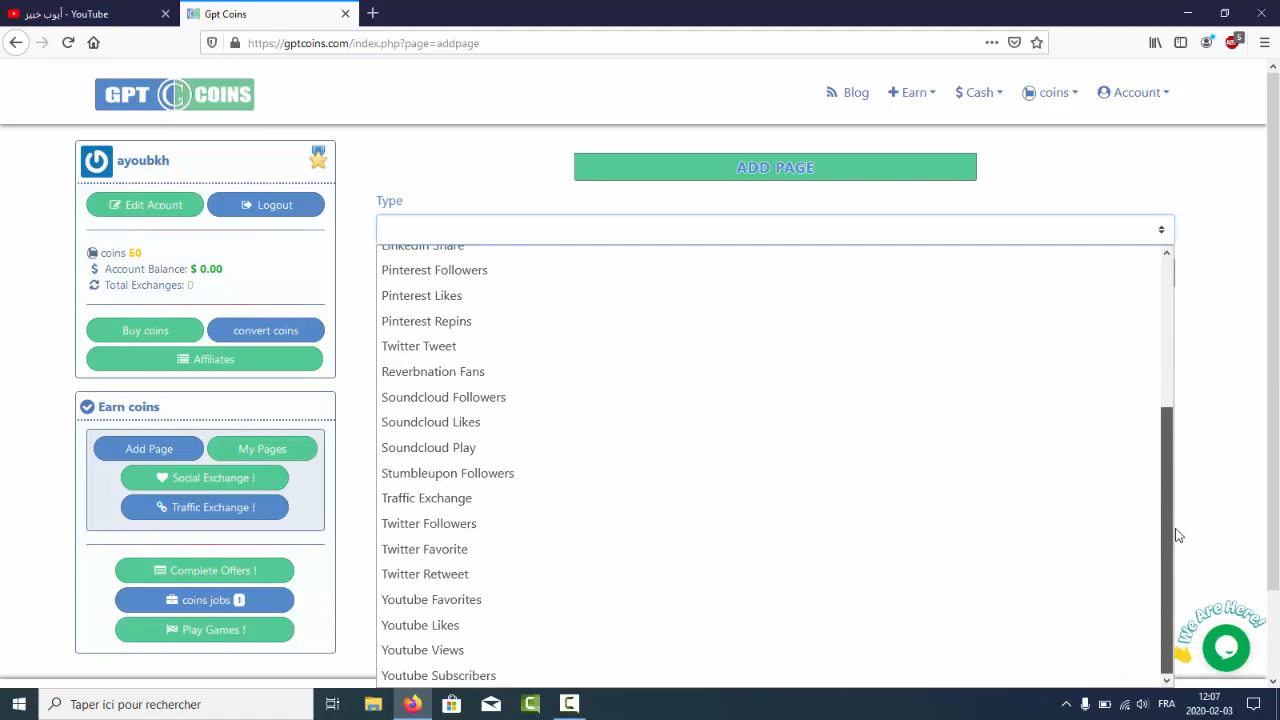 أيوب خبير - YouTube
Gpt Coins
https://gptcoins.com/index.php?page=addpage
5
GPT COINS
Blog
Earn
$ Cash
coins
Account
ayoubkh
Edit Acount
Logout
coins 50
$ Account Balance: $ 0.00
Total Exchanges: 0
Buy coins
convert coins
Affiliates
Earn coins
Add Page
My Pages
Social Exchange !
Traffic Exchange !
Complete Offers !
coins jobs 1
Play Games !
ADD PAGE
Type
Linkedin Share
Pinterest Followers
Pinterest Likes
Pinterest Repins
Twitter Tweet
Reverbnation Fans
Soundcloud Followers
Soundcloud Likes
Soundcloud Play
Stumbleupon Followers
Traffic Exchange
Twitter Followers
Twitter Favorite
Twitter Retweet
Youtube Favorites
Youtube Likes
Youtube Views
Youtube Subscribers
We Are Here!
Taper ici pour rechercher
FRA
12:07
2020-02-03